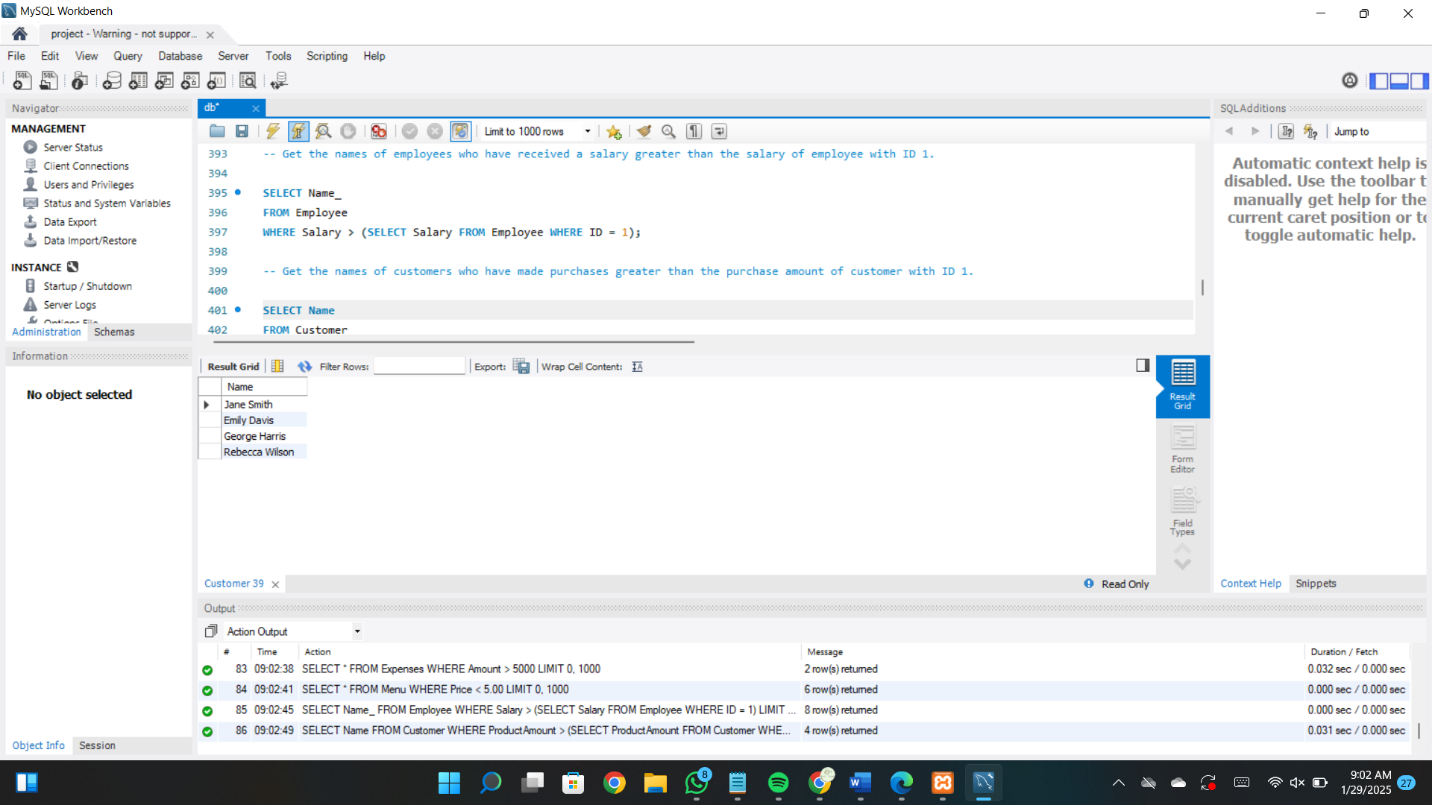 MySQL Workbench
project - Warning - not suppor...
File Edit View Query Database Server Tools Scripting Help
Navigator
MANAGEMENT
Server Status
Client Connections
Users and Privileges
Status and System Variables
Data Export
Data Import/Restore
INSTANCE
Startup / Shutdown
Server Logs
Options File
Administration Schemas
Information
No object selected
Object Info Session
db*
Limit to 1000 rows
393 -- Get the names of employees who have received a salary greater than the salary of employee with ID 1.
394
395 SELECT Name_
396 FROM Employee
397 WHERE Salary > (SELECT Salary FROM Employee WHERE ID = 1);
398
399 -- Get the names of customers who have made purchases greater than the purchase amount of customer with ID 1.
400
401 SELECT Name
402 FROM Customer
Result Grid Filter Rows: Export: Wrap Cell Content:
Name
Jane Smith
Emily Davis
George Harris
Rebecca Wilson
Result Grid
Form Editor
Field Types
Customer 39
Read Only
SQLAdditions
Jump to
Automatic context help is
disabled. Use the toolbar t
manually get help for the
current caret position or to
toggle automatic help.
Context Help Snippets
Output
Action Output
# Time Action Message Duration / Fetch
83 09:02:38 SELECT * FROM Expenses WHERE Amount > 5000 LIMIT 0, 1000 2 row(s) returned 0.032 sec / 0.000 sec
84 09:02:41 SELECT * FROM Menu WHERE Price < 5.00 LIMIT 0, 1000 6 row(s) returned 0.000 sec / 0.000 sec
85 09:02:45 SELECT Name_ FROM Employee WHERE Salary > (SELECT Salary FROM Employee WHERE ID = 1) LIMIT ... 8 row(s) returned 0.000 sec / 0.000 sec
86 09:02:49 SELECT Name FROM Customer WHERE ProductAmount > (SELECT ProductAmount FROM Customer WHE... 4 row(s) returned 0.031 sec / 0.000 sec
8
9:02 AM
1/29/2025
27